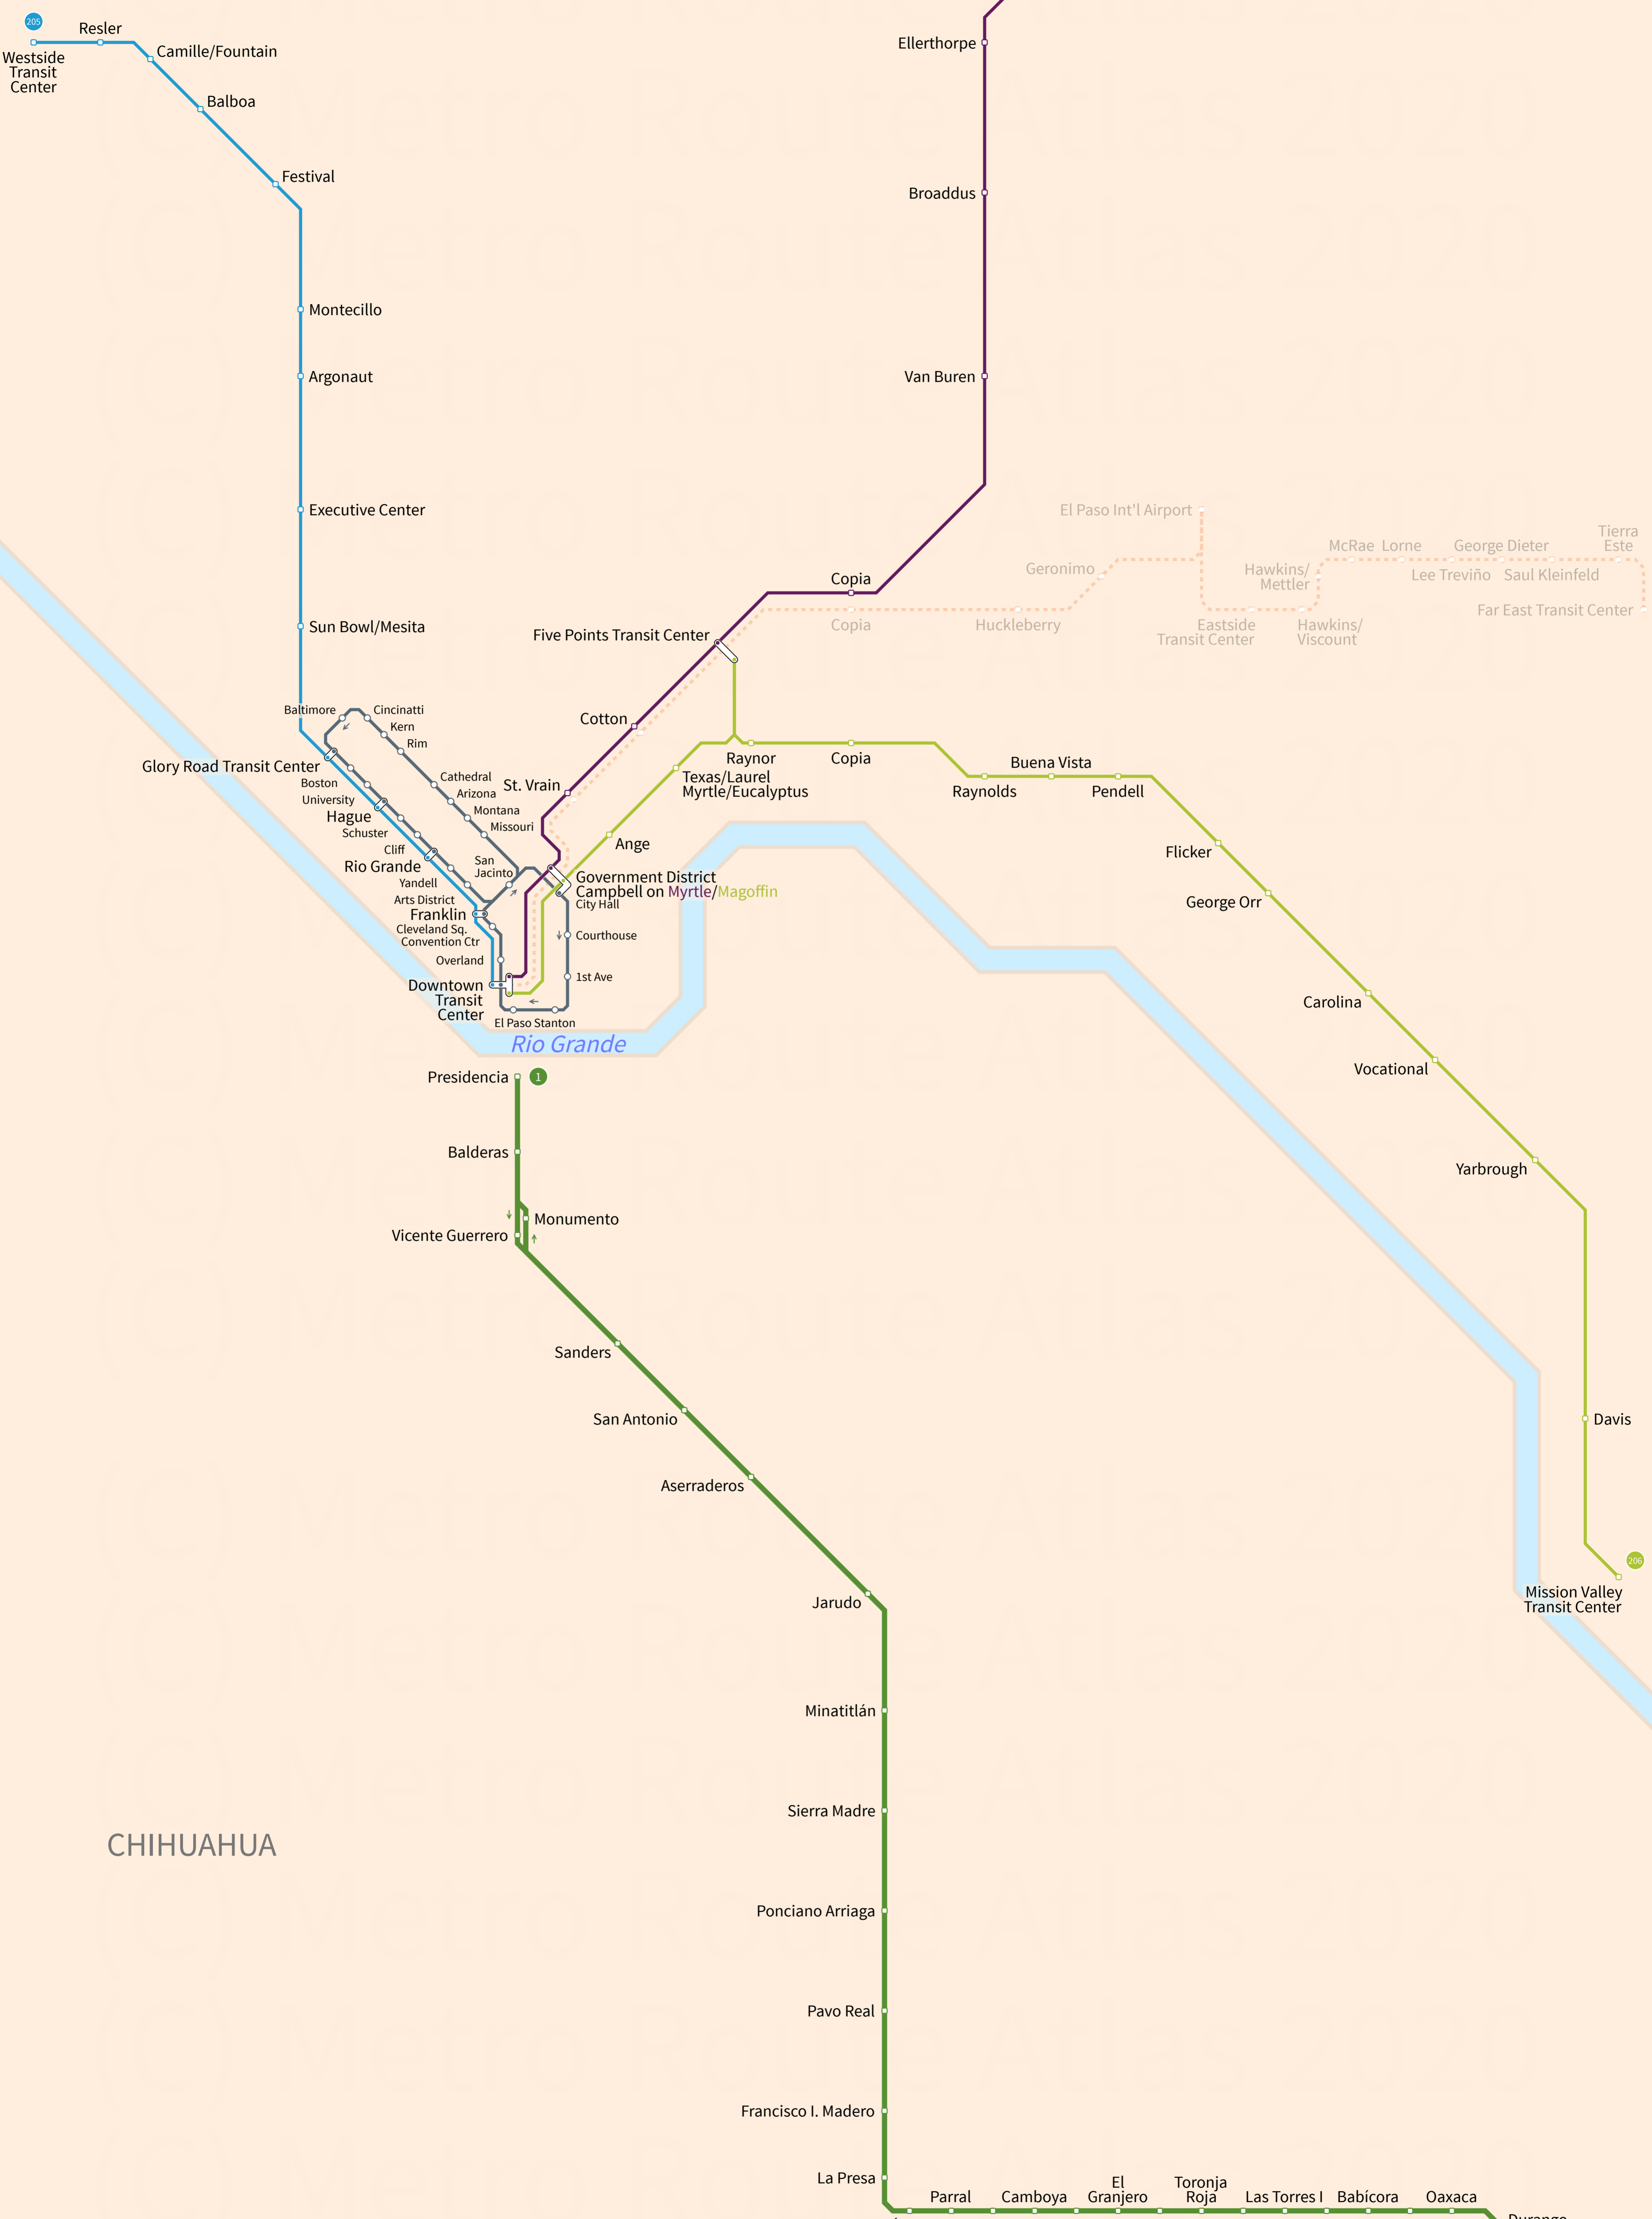 205
Resler
Westside
Transit
Center
Camille/Fountain
Balboa
Festival
Montecillo
Argonaut
Executive Center
Sun Bowl/Mesita
Ellerthorpe
Broaddus
Van Buren
Copia
Five Points Transit Center
Cotton
St. Vrain
El Paso Int'l Airport
Geronimo
Copia
Huckleberry
Eastside
Transit Center
Hawkins/
Viscount
Hawkins/
Mettler
McRae
Lorne
Lee Treviño
George Dieter
Saul Kleinfeld
Tierra
Este
Far East Transit Center
Baltimore
Cincinatti
Kern
Rim
Cathedral
Arizona
Montana
Missouri
San
Jacinto
Glory Road Transit Center
Boston
University
Hague
Schuster
Cliff
Rio Grande
Yandell
Arts District
Franklin
Cleveland Sq.
Convention Ctr
Overland
Downtown
Transit
Center
El Paso
Stanton
1st Ave
Courthouse
City Hall
Government District
Campbell on Myrtle/Magoffin
Ange
Texas/Laurel
Myrtle/Eucalyptus
Raynor
Copia
Raynolds
Buena Vista
Pendell
Flicker
George Orr
Carolina
Vocational
Yarbrough
Davis
206
Mission Valley
Transit Center
Rio Grande
Presidencia
1
Balderas
Monumento
Vicente Guerrero
Sanders
San Antonio
Aserraderos
Jarudo
Minatitlán
Sierra Madre
CHIHUAHUA
Ponciano Arriaga
Pavo Real
Francisco I. Madero
La Presa
Parral
Camboya
El
Granjero
Toronja
Roja
Las Torres I
Babícora
Oaxaca
Durango
(C) Metro Route Atlas 2020